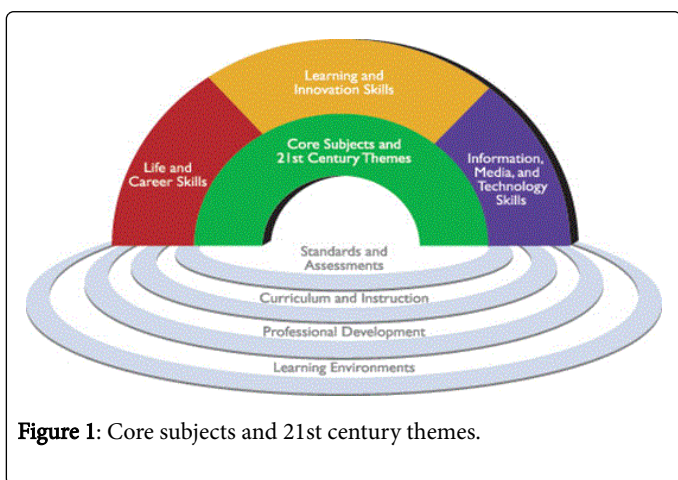 Learning and
Innovation Skills
Core Subjects and
21st Century Themes
Life and
Career Skills
Information,
Media, and
Technology
Skills
Standards and
Assessments
Curriculum and Instruction
Professional Development
Learning Environments
Figure 1: Core subjects and 21st century themes.